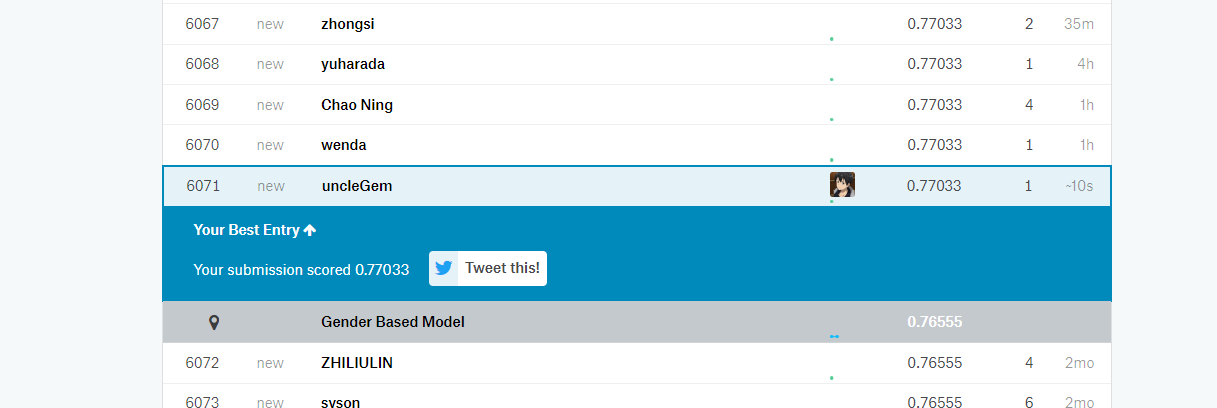 6067 new zhongsi 0.77033 2 35m
6068 new yuharada 0.77033 1 4h
6069 new Chao Ning 0.77033 4 1h
6070 new wenda 0.77033 1 1h
6071 new uncleGem 0.77033 1 ~10s
Your Best Entry
Your submission scored 0.77033 Tweet this!
Gender Based Model 0.76555
6072 new ZHILIULIN 0.76555 4 2mo
6073 new syson 0.76555 6 2mo